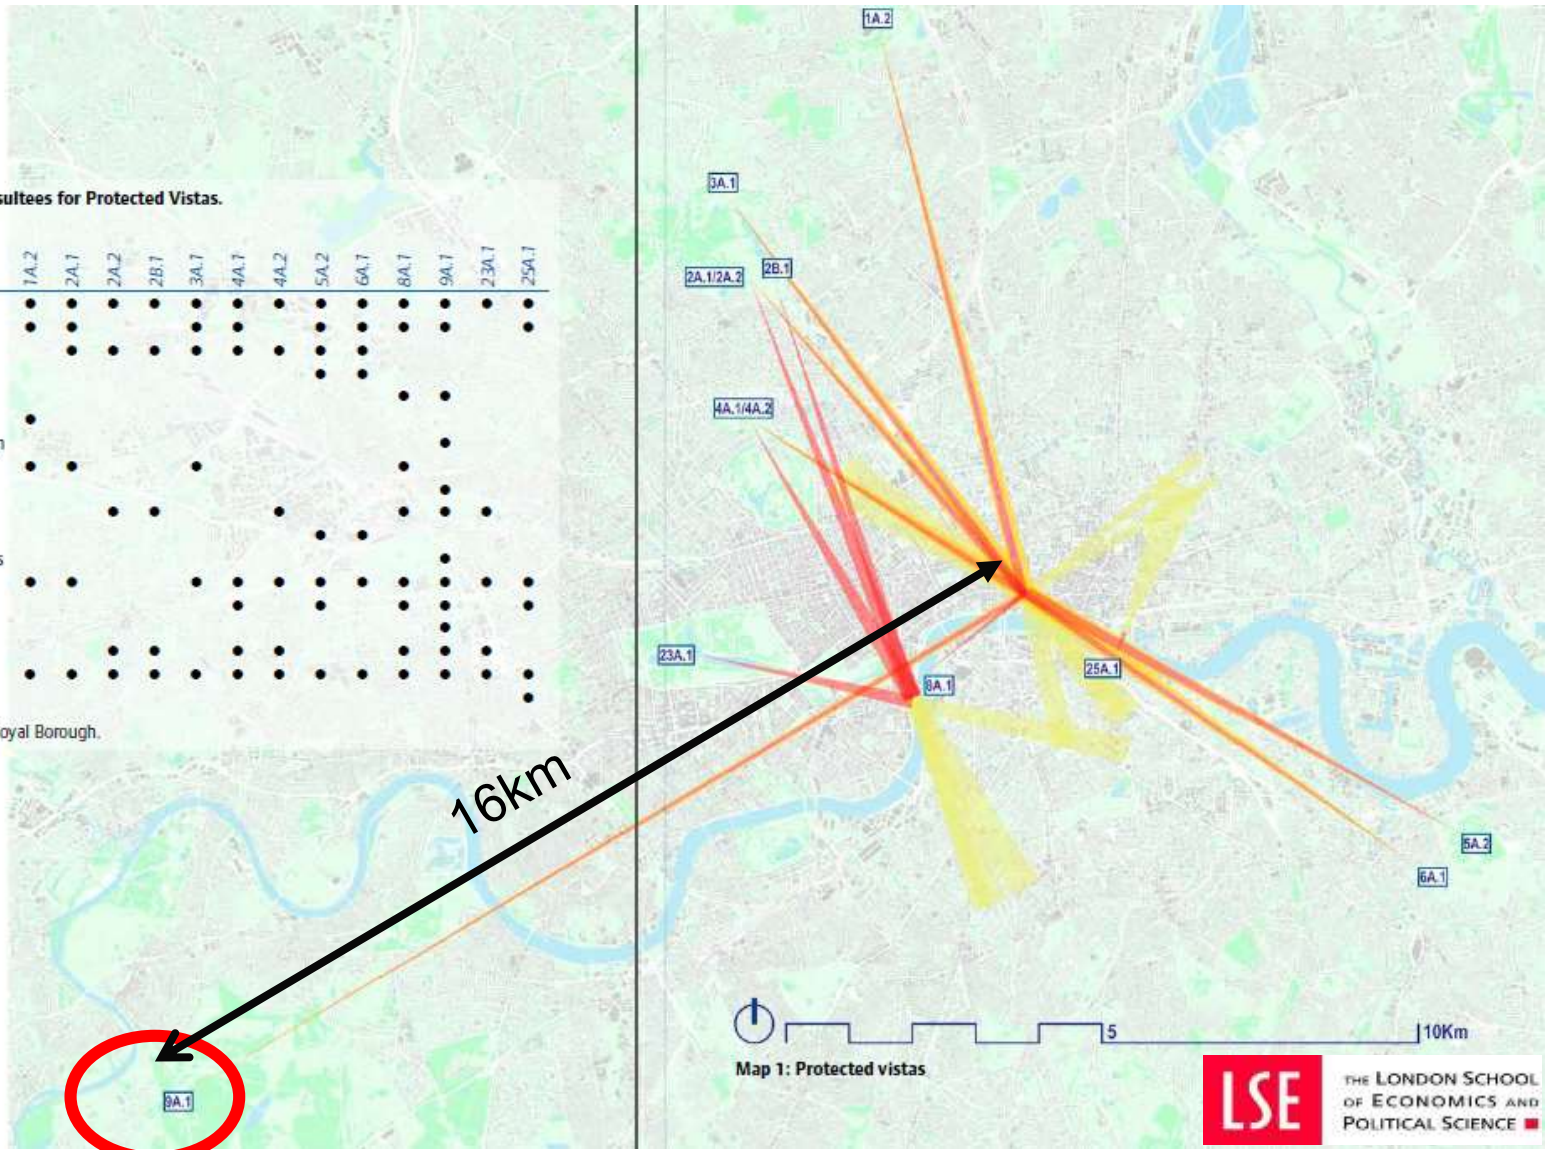 1A.2
3A.1
2A.1/2A.2
2B.1
4A.1/4A.2
for Protected Vistas.
1A.2 2A.1 2A.2 2B.1 3A.1 4A.1 4A.2 5A.2 6A.1 8A.1 9A.1 23A.1 25A.1
23A.1
8A.1
25A.1
Borough.
16km
5A.2
6A.1
9A.1
5
10Km
Map 1: Protected vistas
LSE
THE LONDON SCHOOL
OF ECONOMICS AND
POLITICAL SCIENCE